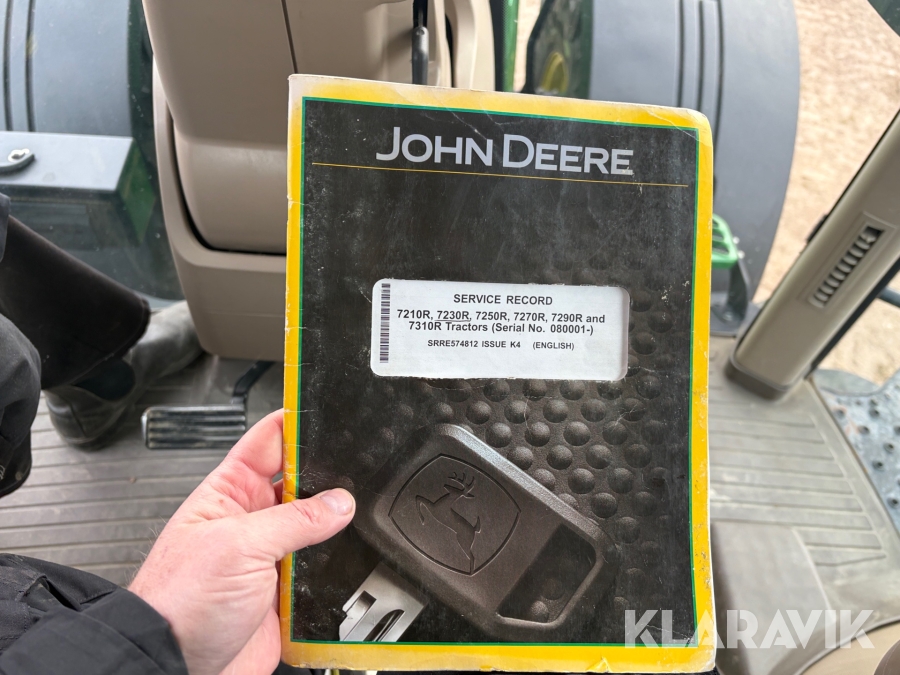 JOHN DEERE
SERVICE RECORD
7210R, 7230R, 7250R, 7270R, 7290R and
7310R Tractors (Serial No. 080001-)
SRRE574812 ISSUE K4 (ENGLISH)
KLARAVIK